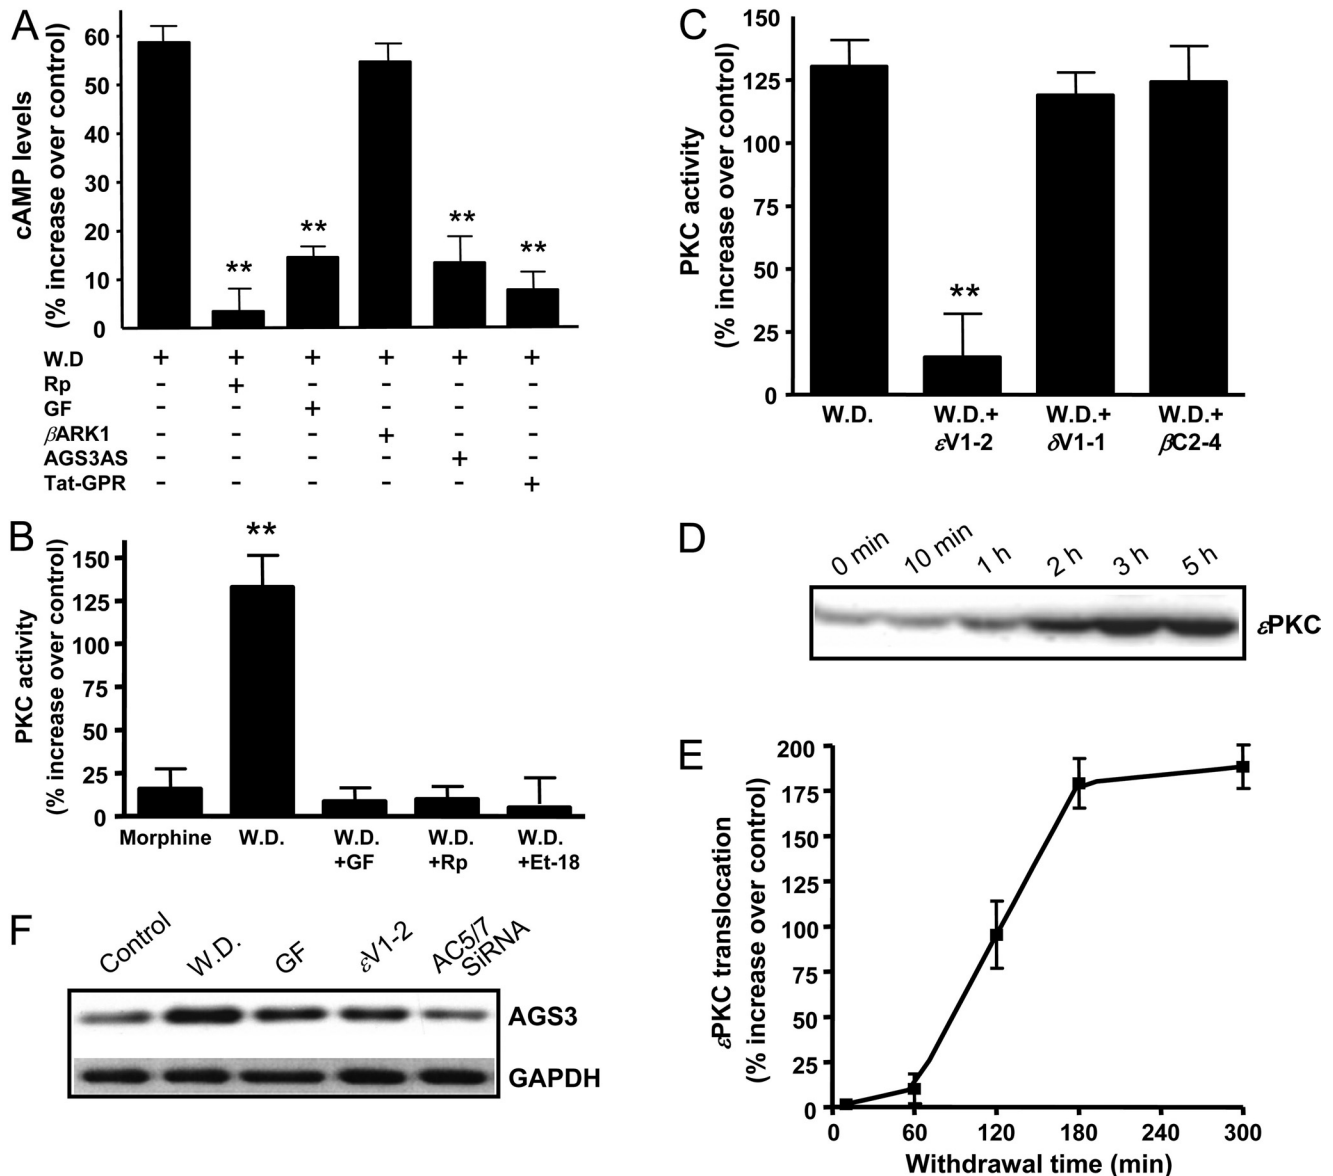 A
cAMP levels
(% increase over control)
60
50
40
30
20
10
0
**
**
**
**
W.D + + + + + +
Rp - + - - - -
GF - - + - - -
βARK1 - - - + - -
AGS3AS - - - - + -
Tat-GPR - - - - - +
B
PKC activity
(% increase over control)
150
125
100
75
50
25
0
**
Morphine W.D. W.D. W.D. W.D.
+GF +Rp +Et-18
C
PKC activity
(% increase over control)
150
125
100
75
50
25
0
**
W.D. W.D.+ W.D.+ W.D.+
εV1-2 δV1-1 βC2-4
D
0 min 10 min 1 h 2 h 3 h 5 h
εPKC
E
εPKC translocation
(% increase over control)
200
175
150
125
100
75
50
25
0
0 60 120 180 240 300
Withdrawal time (min)
F
Control W.D. GF εV1-2 AC5/7
SiRNA
AGS3
GAPDH